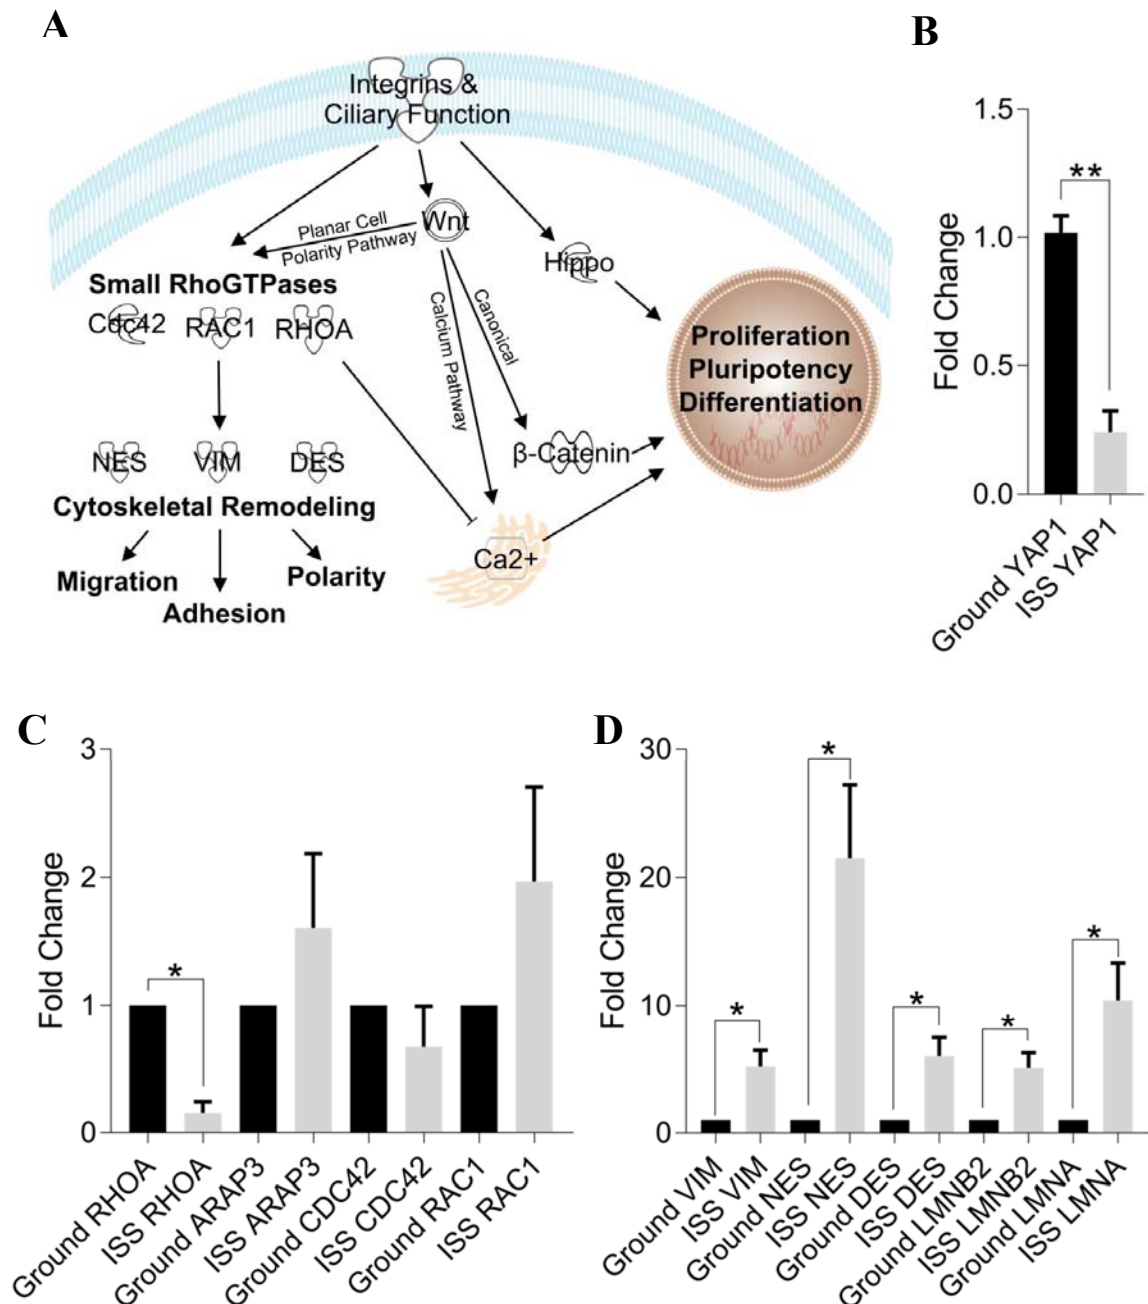 A
Integrins &
Ciliary Function
Planar Cell
Polarity Pathway
Wnt
Hippo
Small RhoGTPases
Cdc42
RAC1
RHOA
Calcium Pathway
Canonical
Proliferation
Pluripotency
Differentiation
NES
VIM
DES
β-Catenin
Cytoskeletal Remodeling
Ca2+
Migration
Adhesion
Polarity
B
Fold Change
1.5
1.0
0.5
0.0
**
Ground YAP1
ISS YAP1
C
Fold Change
3
2
1
0
*
Ground RHOA
ISS RHOA
Ground ARAP3
ISS ARAP3
Ground CDC42
ISS CDC42
Ground RAC1
ISS RAC1
D
Fold Change
30
20
10
0
*
*
*
*
*
Ground VIM
ISS VIM
Ground NES
ISS NES
Ground DES
ISS DES
Ground LMNB2
ISS LMNB2
Ground LMNA
ISS LMNA